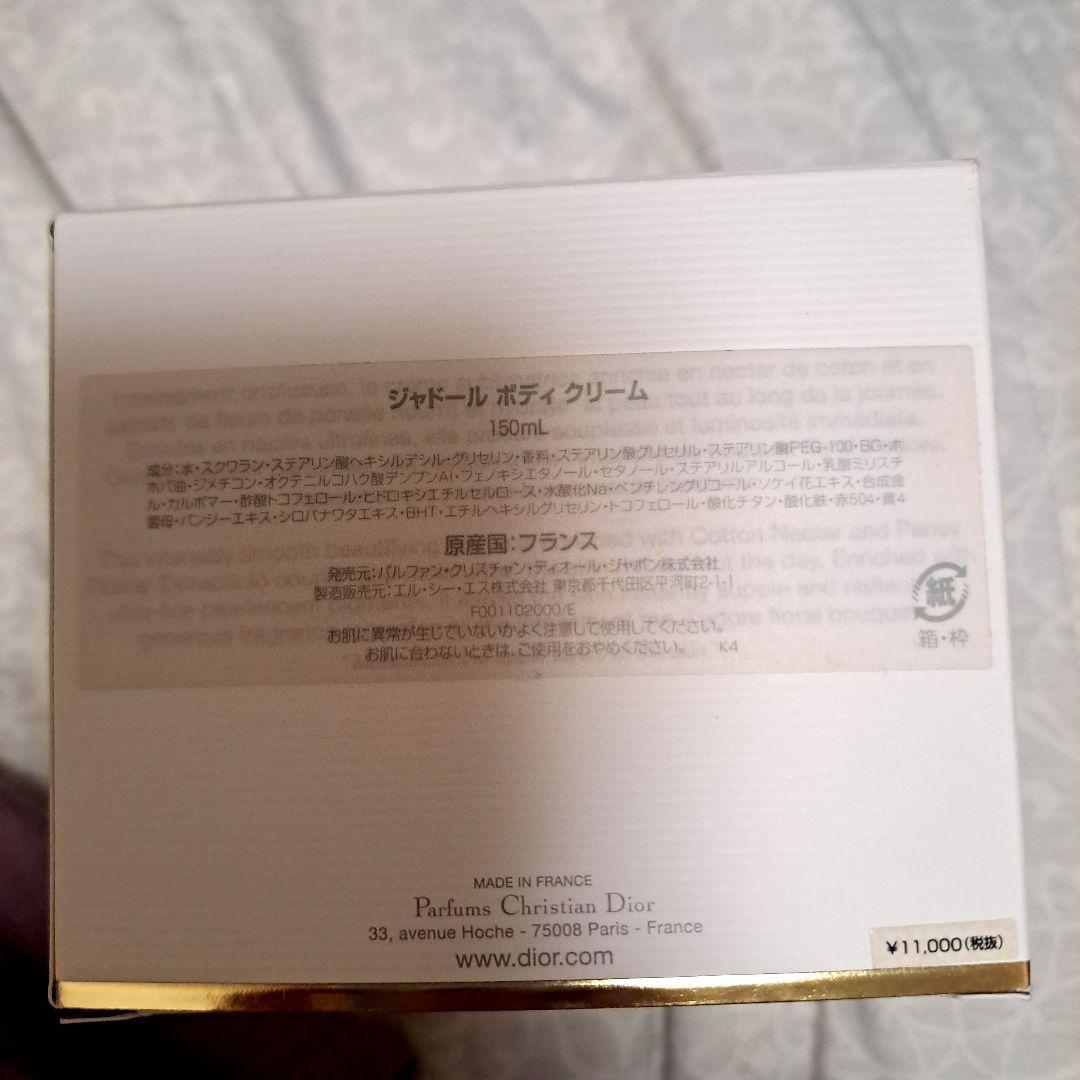 ジャドール ボディ クリーム
150mL
成分:水・スクワラン・ステアリン酸ヘキシルデシル・グリセリン・香料・ステアリン酸グリセリル・ステアリン酸PEG-100・BG・ホ
ホバ油・ジメチコン・オクテニルコハク酸デンプンAl・フェノキシエタノール・セタノール・ステアリルアルコール・乳酸ミリスチ
ル・カルボマー・酢酸トコフェロール・ヒドロキシエチルセルロース・水酸化Na・ペンチレングリコール・ソケイ花エキス・合成金
雲母・パンジーエキス・シロバナワタエキス・BHT・エチルヘキシルグリセリン・トコフェロール・酸化チタン・酸化鉄・赤504・黄4
原産国:フランス
発売元:パルファン・クリスチャン・ディオール・ジャポン株式会社
製造販売元:エル・シー・エス株式会社 東京都千代田区平河町2-1-1
F001102000/E
お肌に異常が生じていないかよく注意して使用してください。
お肌に合わないときは、ご使用をおやめください。 K4
紙
箱・枠
MADE IN FRANCE
Parfums Christian Dior
33, avenue Hoche - 75008 Paris - France
www.dior.com
¥11,000(税抜)